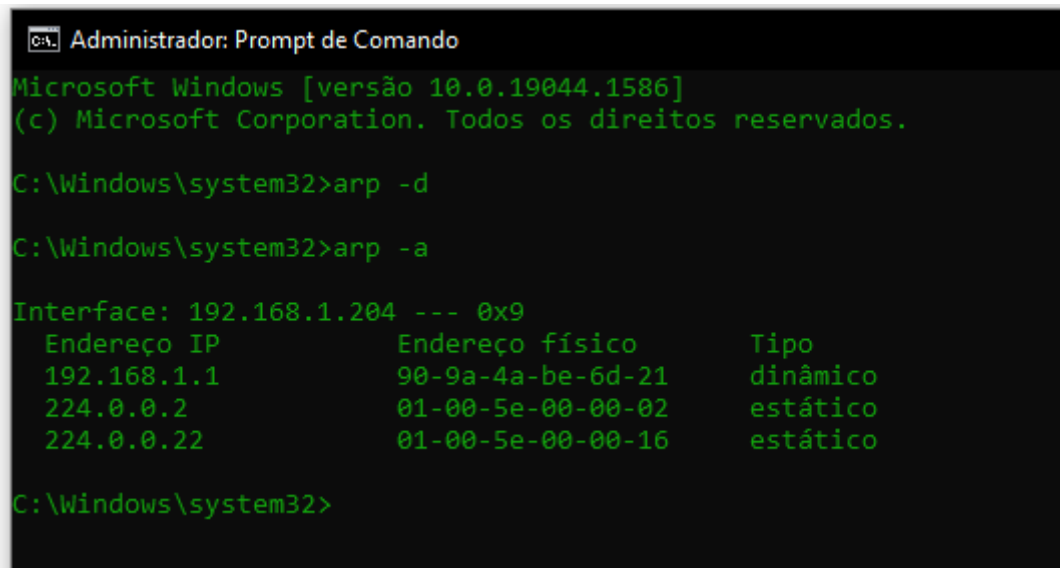 Administrador: Prompt de Comando
Microsoft Windows [versão 10.0.19044.1586]
(c) Microsoft Corporation. Todos os direitos reservados.
C:\Windows\system32>arp -d
C:\Windows\system32>arp -a
Interface: 192.168.1.204 --- 0x9
Endereço IP Endereço físico Tipo
192.168.1.1 90-9a-4a-be-6d-21 dinâmico
224.0.0.2 01-00-5e-00-00-02 estático
224.0.0.22 01-00-5e-00-00-16 estático
C:\Windows\system32>